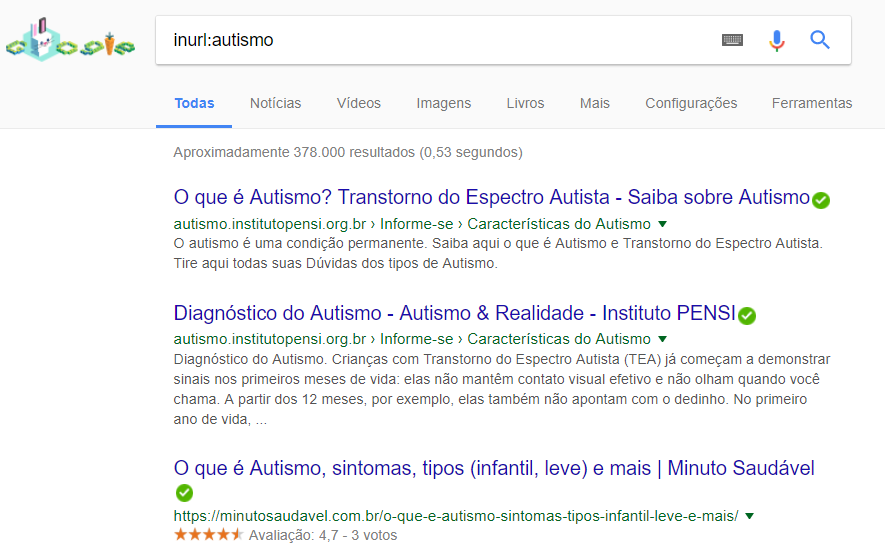 inurl:autismo
Todas Notícias Vídeos Imagens Livros Mais Configurações Ferramentas
Aproximadamente 378.000 resultados (0,53 segundos)
O que é Autismo? Transtorno do Espectro Autista - Saiba sobre Autismo
autismo.institutopensi.org.br › Informe-se › Características do Autismo
O autismo é uma condição permanente. Saiba aqui o que é Autismo e Transtorno do Espectro Autista.
Tire aqui todas suas Dúvidas dos tipos de Autismo.
Diagnóstico do Autismo - Autismo & Realidade - Instituto PENSI
autismo.institutopensi.org.br › Informe-se › Características do Autismo
Diagnóstico do Autismo. Crianças com Transtorno do Espectro Autista (TEA) já começam a demonstrar
sinais nos primeiros meses de vida: elas não mantêm contato visual efetivo e não olham quando você
chama. A partir dos 12 meses, por exemplo, elas também não apontam com o dedinho. No primeiro
ano de vida, ...
O que é Autismo, sintomas, tipos (infantil, leve) e mais | Minuto Saudável
https://minutosaudavel.com.br/o-que-e-autismo-sintomas-tipos-infantil-leve-e-mais/
Avaliação: 4,7 - 3 votos